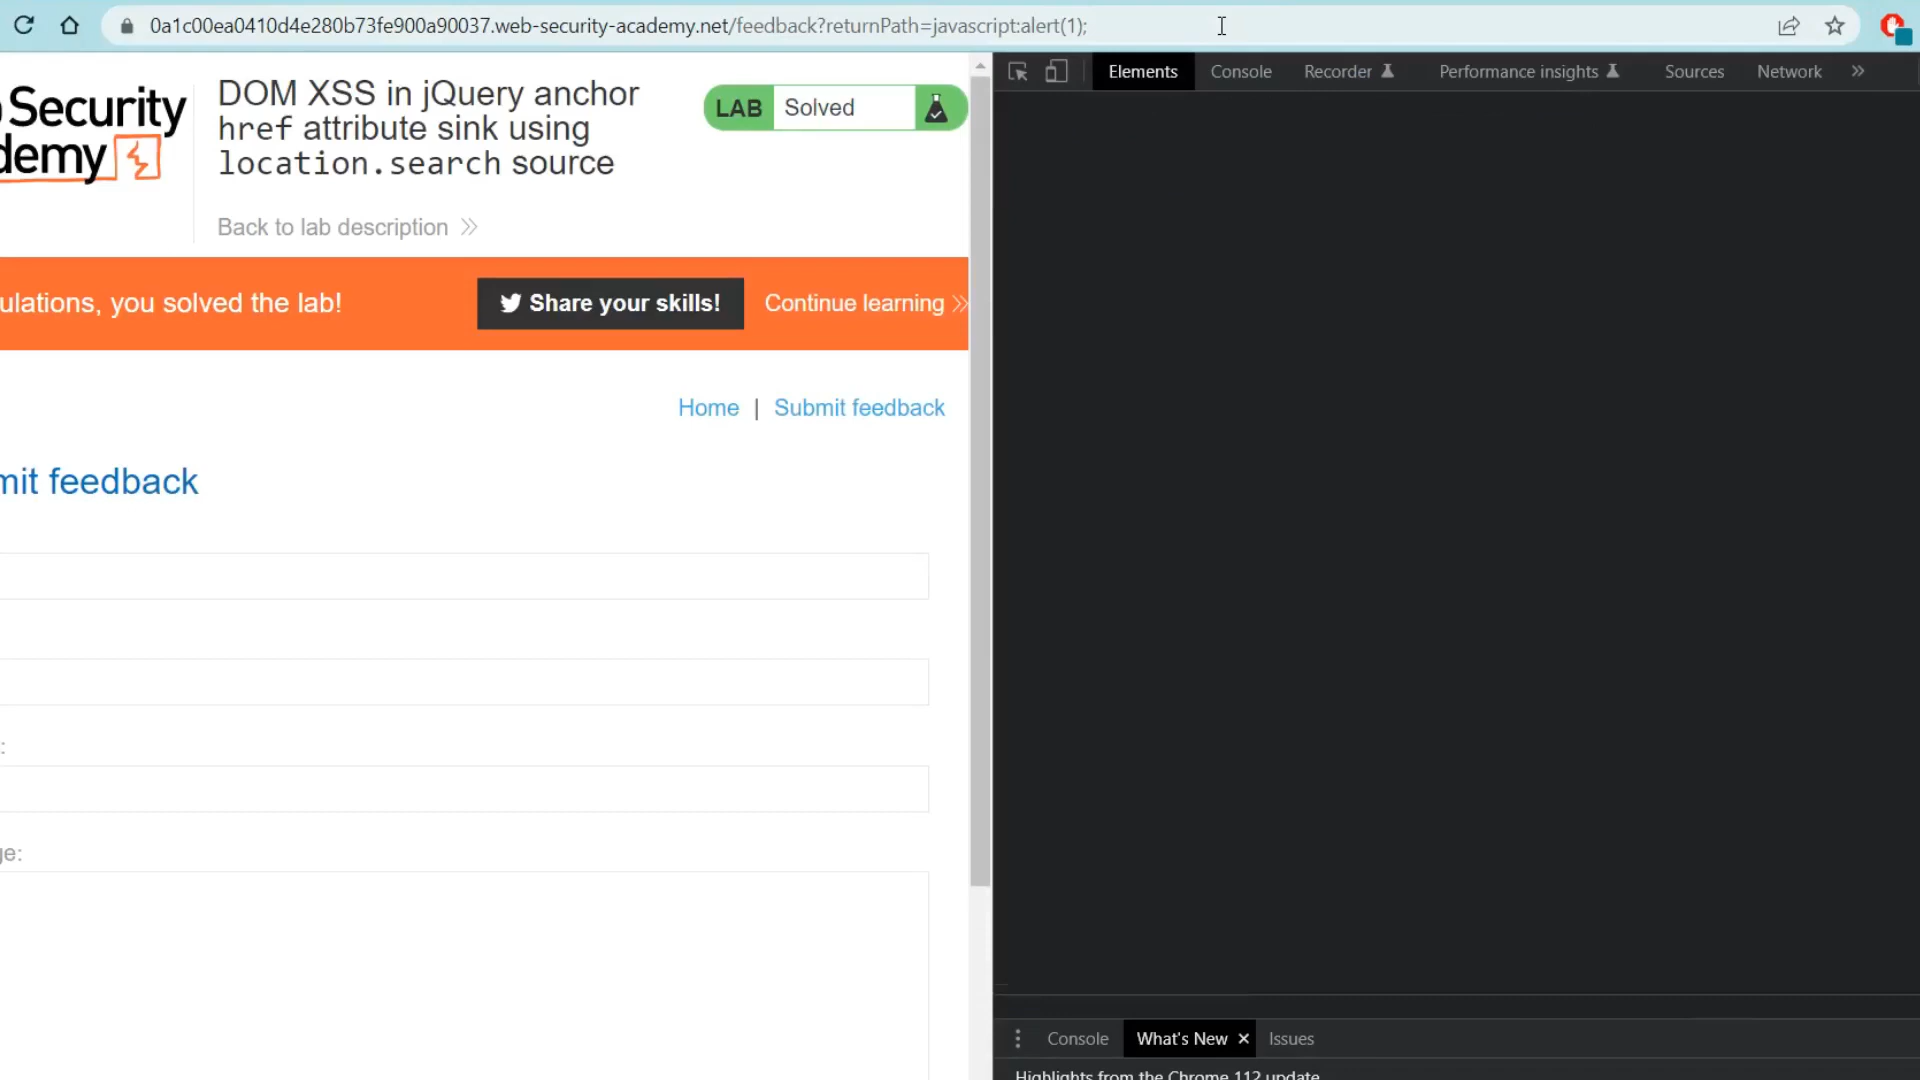 0a1c00ea0410d4e280b73fe900a90037.web-security-academy.net/feedback?returnPath=javascript:alert(1);
Elements Console Recorder Performance insights Sources Network
Security
demy
DOM XSS in jQuery anchor
href attribute sink using
location.search source
LAB Solved
Back to lab description
ulations, you solved the lab!
Share your skills!
Continue learning
Home | Submit feedback
mit feedback
:
ge:
Console What's New × Issues
Highlights from the Chrome 112 update